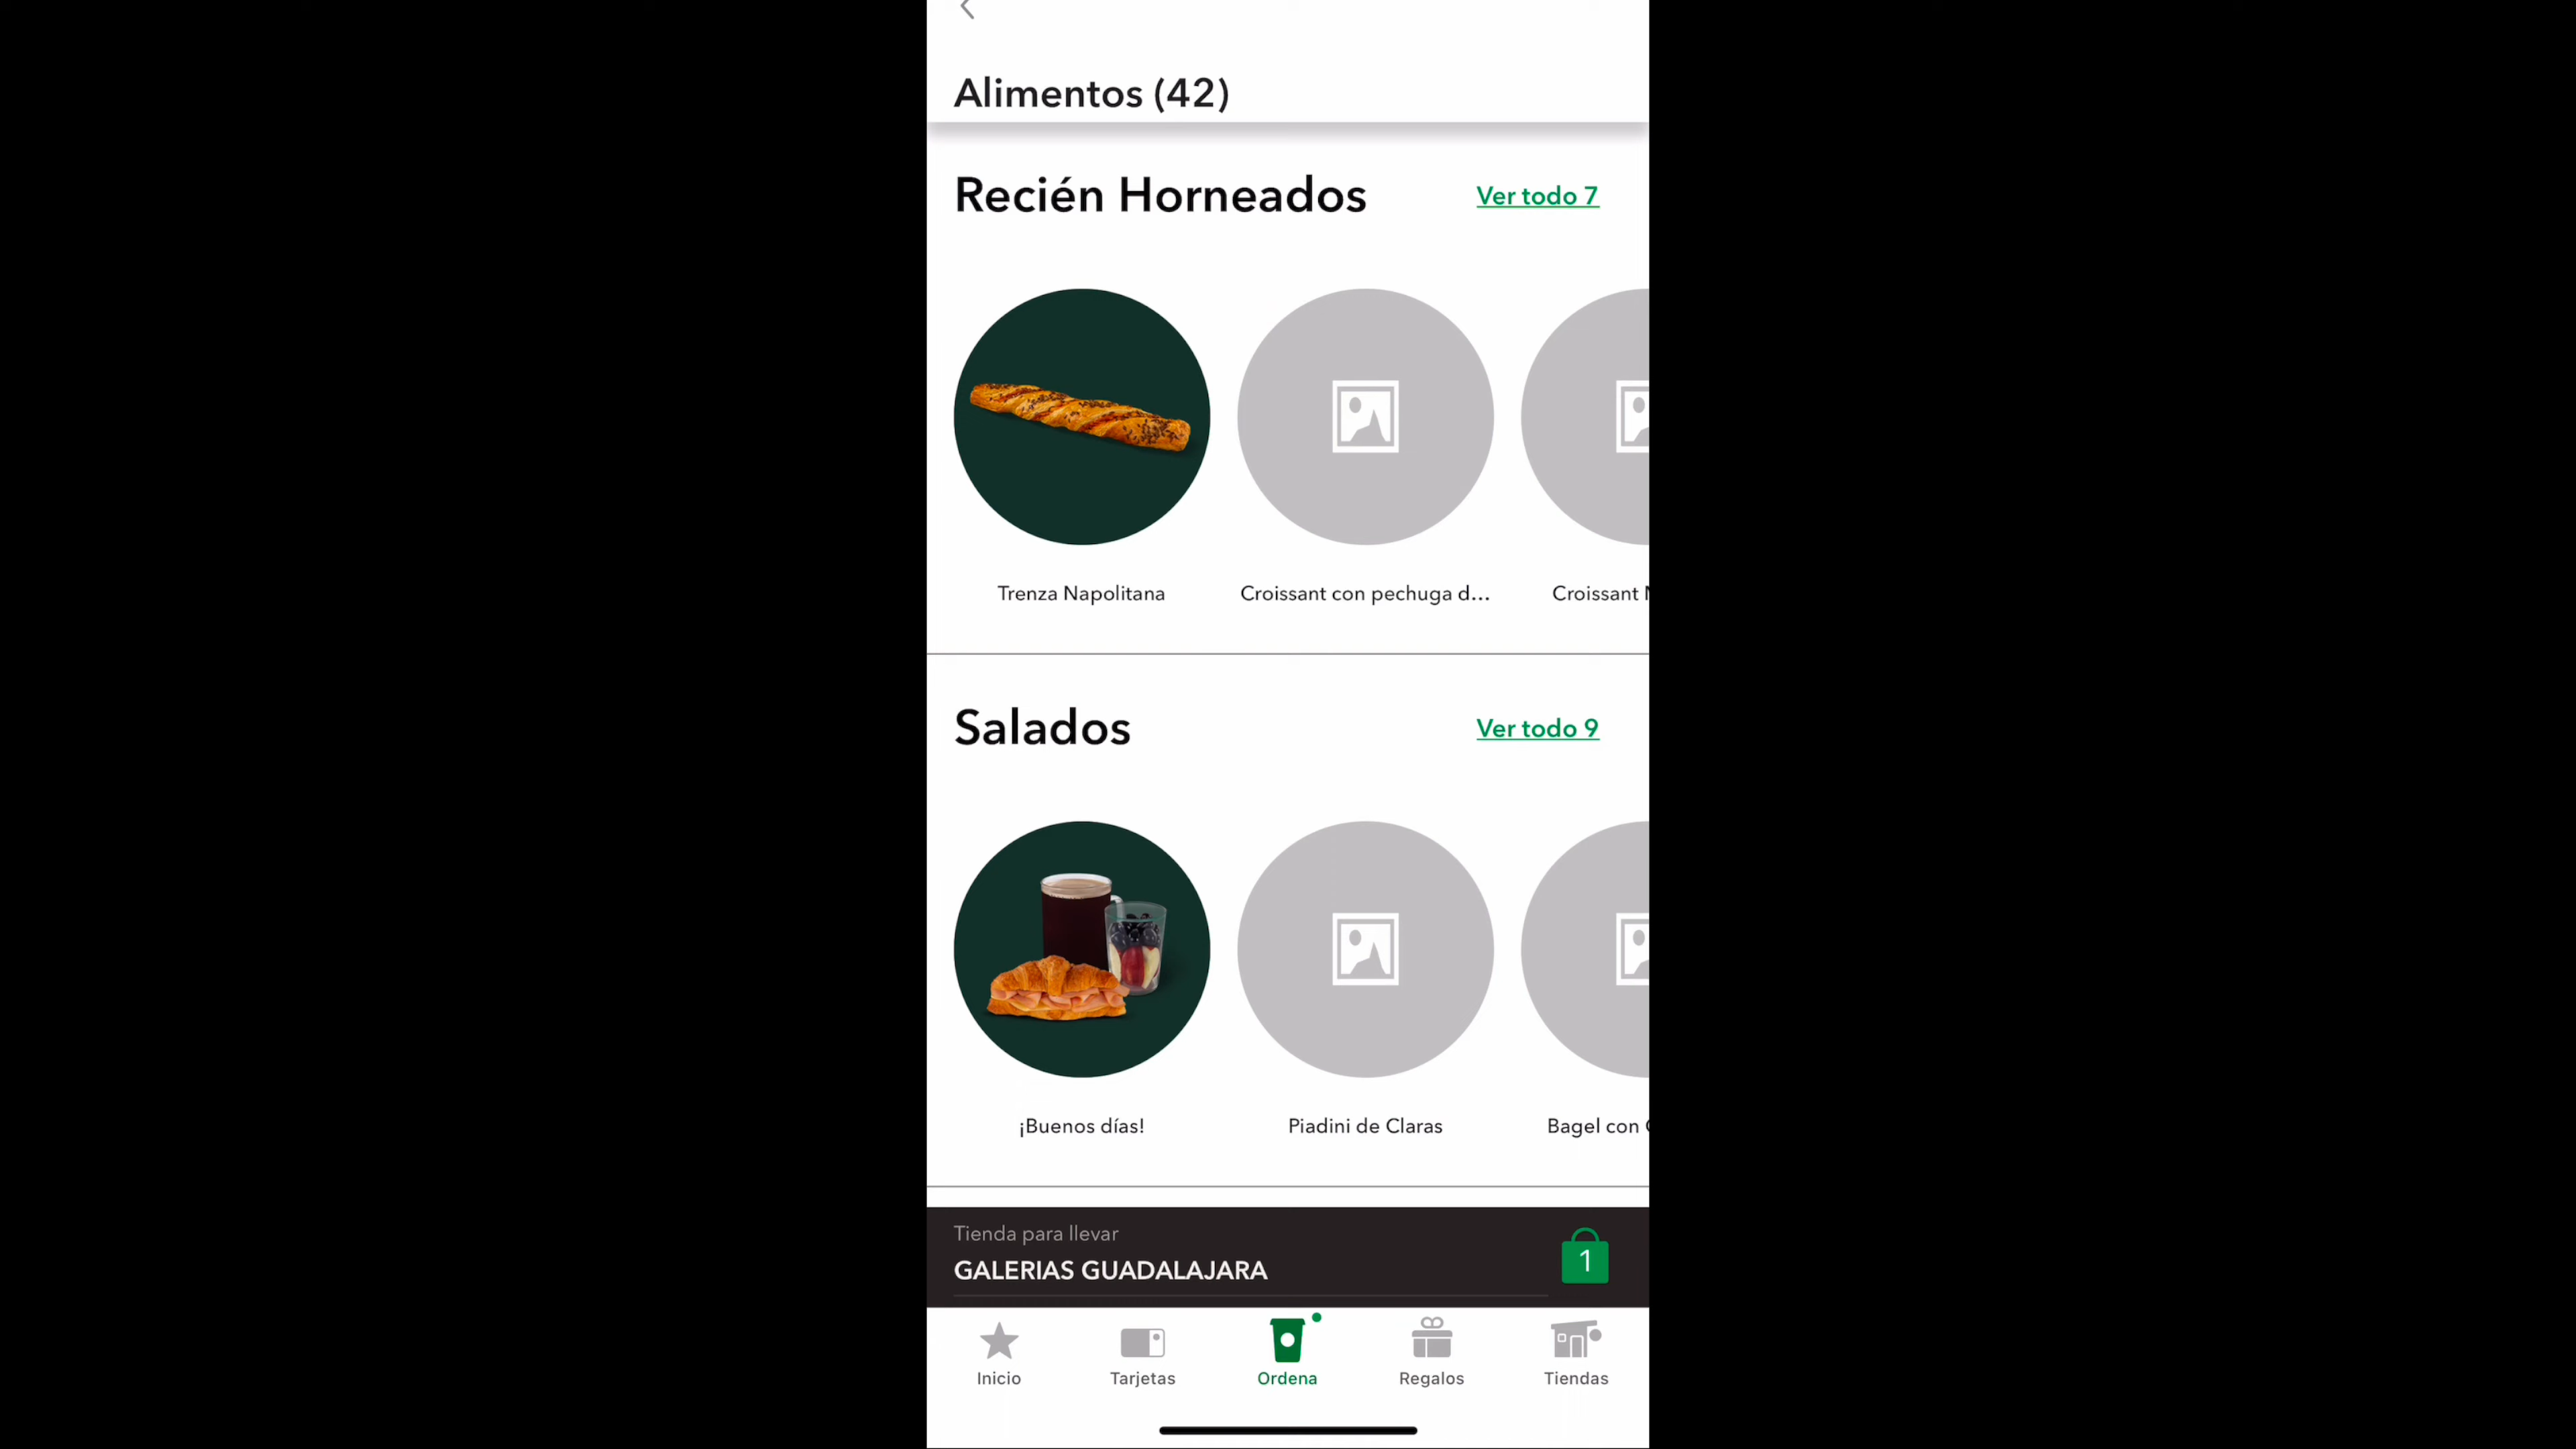 Alimentos (42)
Recién Horneados
Ver todo 7
Trenza Napolitana
Croissant con pechuga d...
Croissant
Salados
Ver todo 9
¡Buenos días!
Piadini de Claras
Bagel con
Tienda para llevar
GALERIAS GUADALAJARA
1
Inicio
Tarjetas
Ordena
Regalos
Tiendas